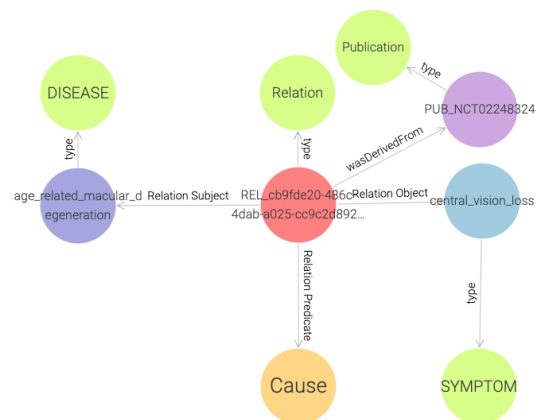 Publication
type
DISEASE
Relation
PUB_NCT02248324
type
type
wasDerivedFrom
age_related_macular_d
egeneration
Relation Subject
REL_cb9fde20-486c-
4dab-a025-cc9c2d892...
Relation Object
central_vision_loss
Relation Predicate
type
Cause
SYMPTOM